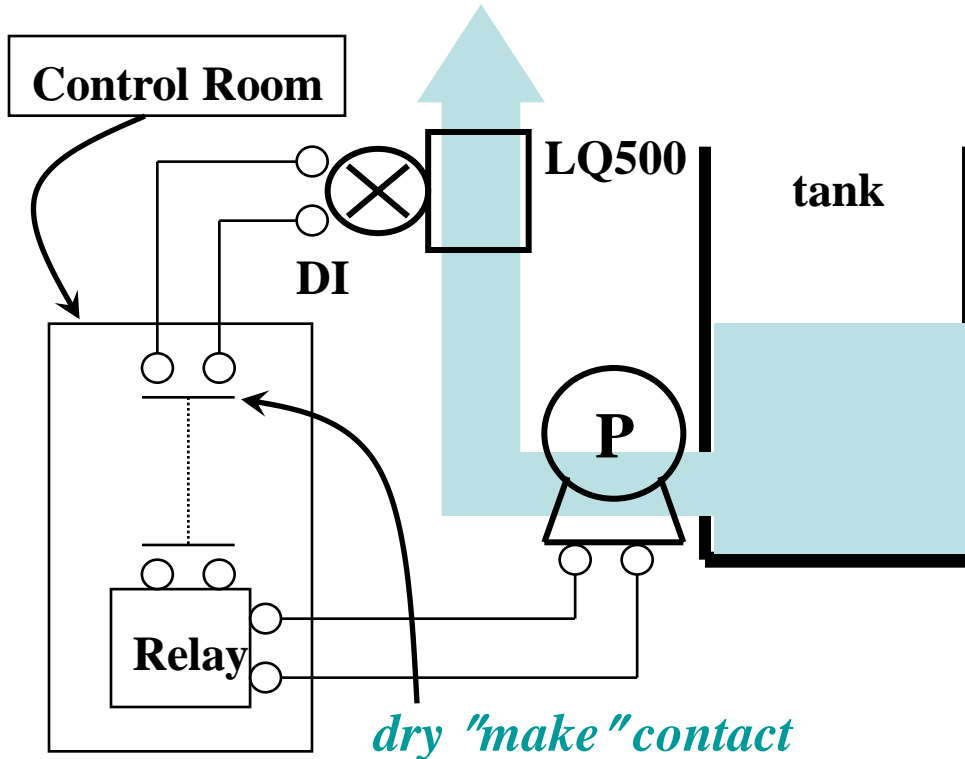 Control Room
LQ500
tank
DI
P
Relay
dry "make" contact